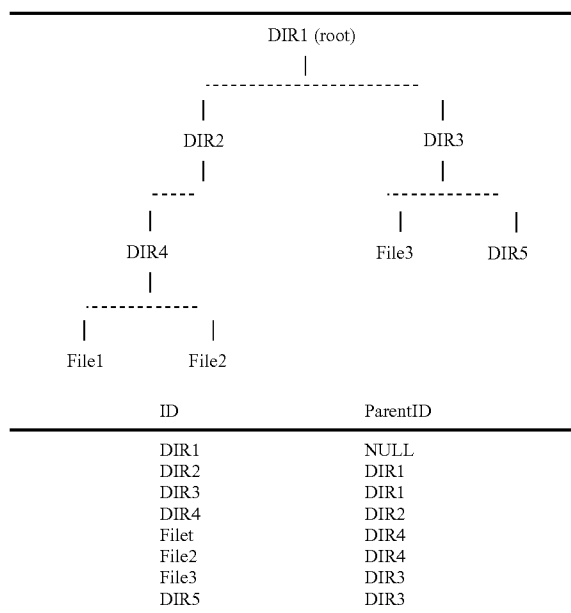 DIR1 (root)
DIR2 DIR3
DIR4 File3 DIR5
File1 File2
ID ParentID
DIR1 NULL
DIR2 DIR1
DIR3 DIR1
DIR4 DIR2
Filet DIR4
File2 DIR4
File3 DIR3
DIR5 DIR3